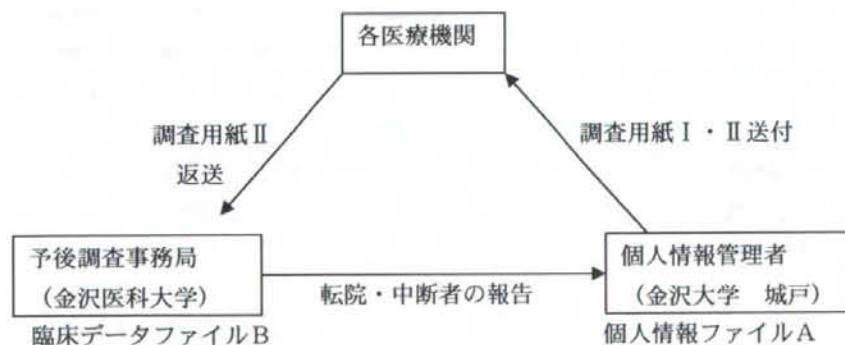 各医療機関
調査用紙Ⅱ
返送
調査用紙Ⅰ・Ⅱ送付
予後調査事務局
（金沢医科大学）
臨床データファイルB
転院・中断者の報告
個人情報管理者
（金沢大学　城戸）
個人情報ファイルA